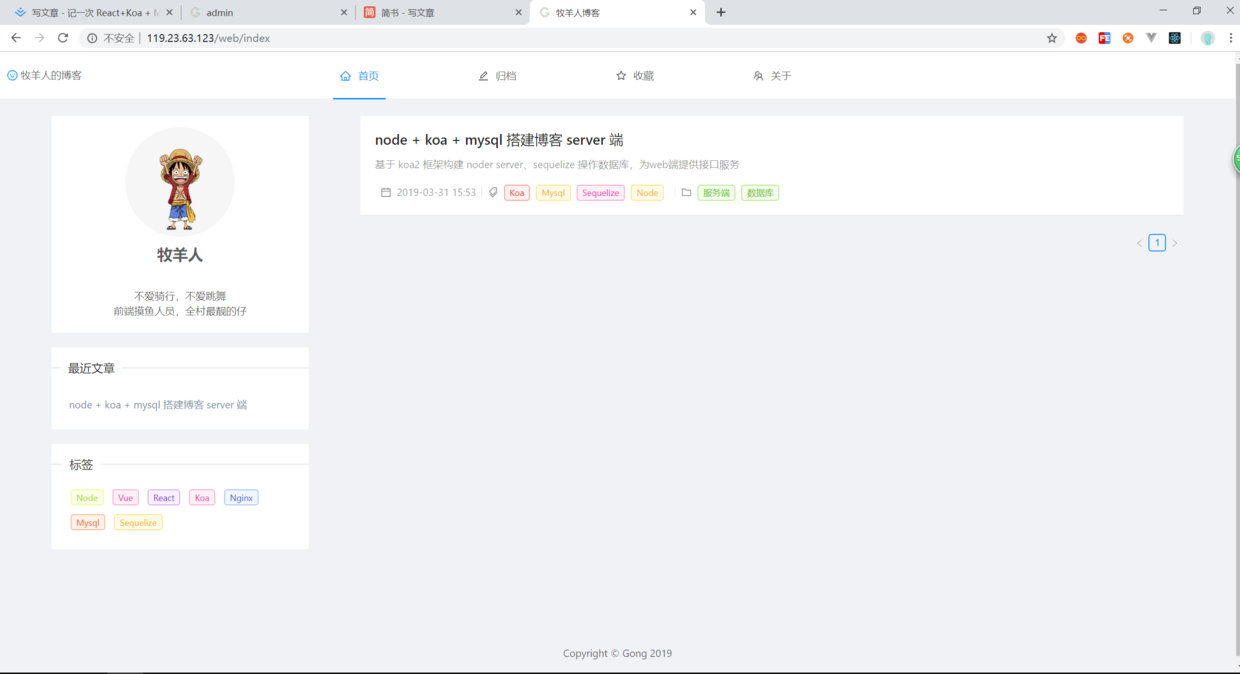 写文章 - 记一次 React+Koa +
admin
简书 - 写文章
牧羊人博客
不安全 | 119.23.63.123/web/index
牧羊人的博客
首页
归档
收藏
关于
牧羊人
不爱骑行，不爱跳舞
前端摸鱼人员，全村最靓的仔
最近文章
node + koa + mysql 搭建博客 server 端
标签
Node Vue React Koa Nginx
Mysql Sequelize
node + koa + mysql 搭建博客 server 端
基于 koa2 框架构建 noder server、sequelize 操作数据库，为web端提供接口服务
2019-03-31 15:53 Koa Mysql Sequelize Node 服务端 数据库
1
Copyright © Gong 2019